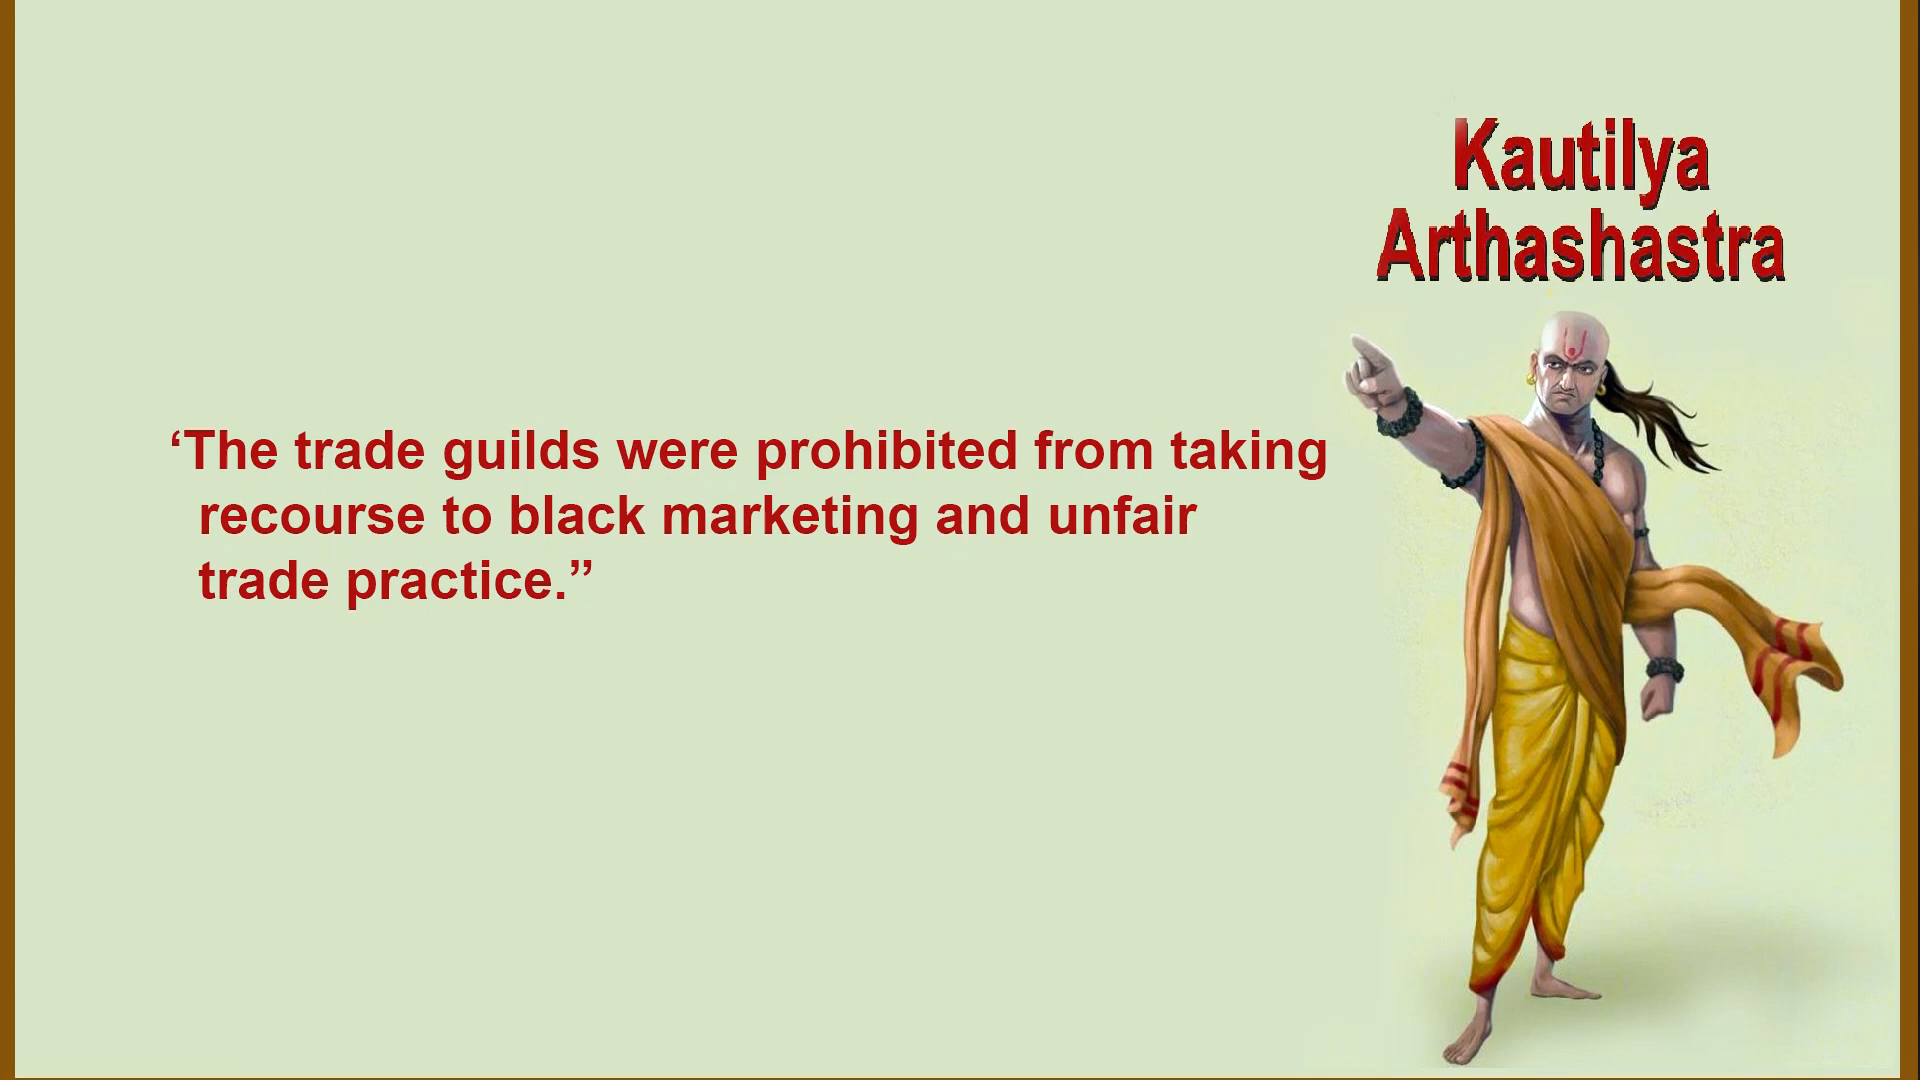 Kautilya
Arthashastra
‘The trade guilds were prohibited from taking
recourse to black marketing and unfair
trade practice.”